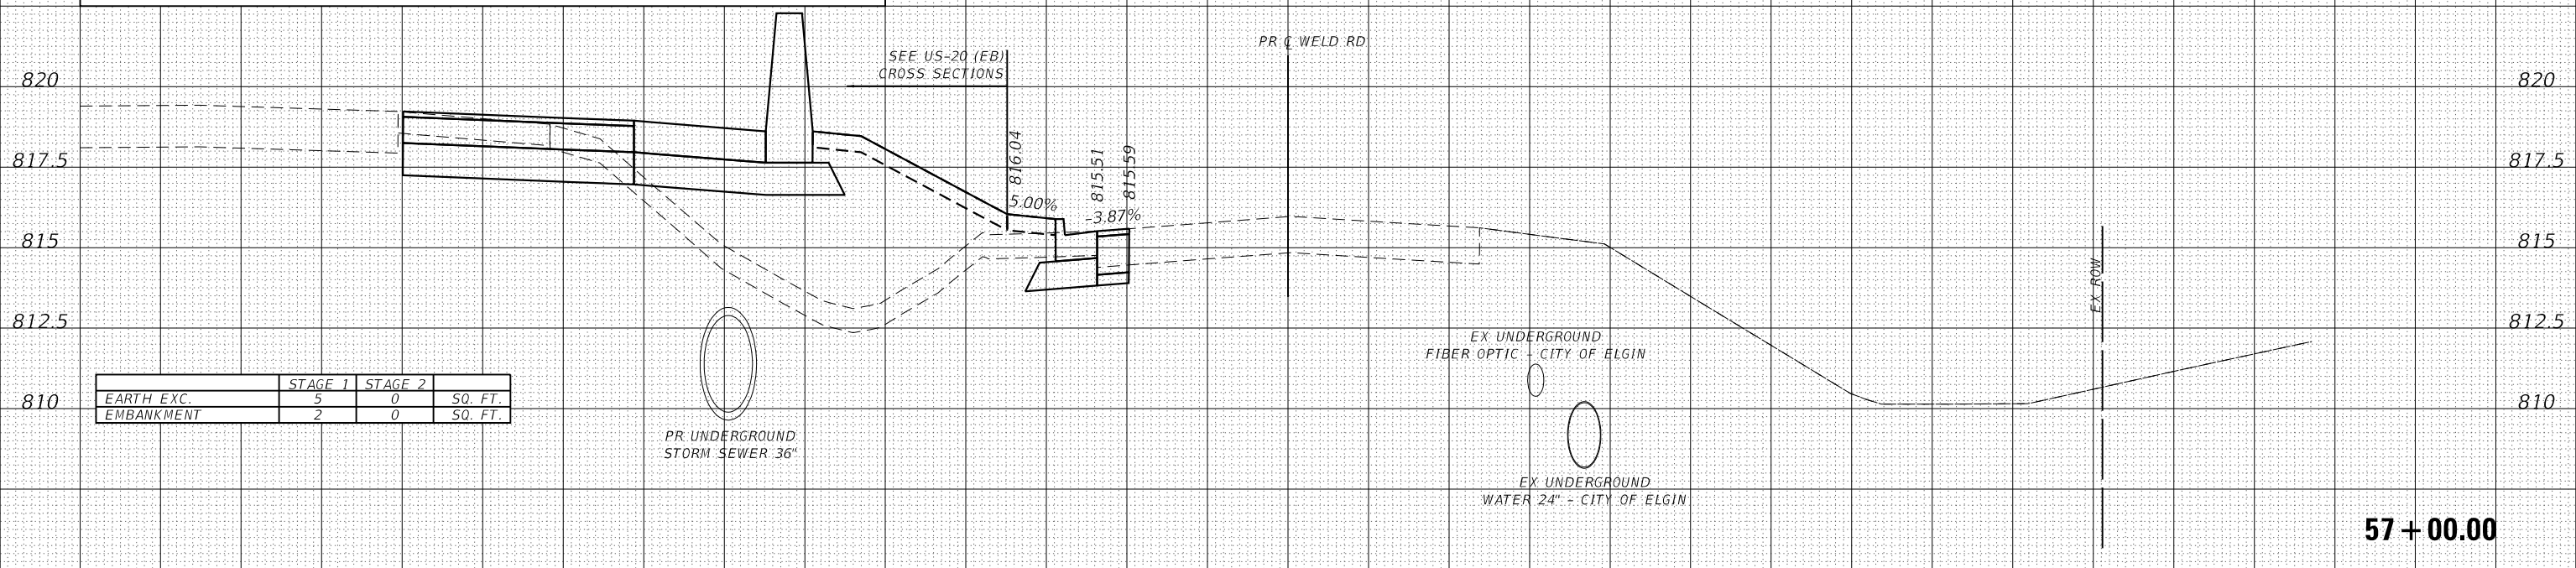 PR ℄ WELD RD
SEE US-20 (EB)
CROSS SECTIONS
820
820
817.5
817.5
816.04
815.51
815.59
5.00%
-3.87%
815
815
EX ROW
812.5
812.5
EX UNDERGROUND
FIBER OPTIC - CITY OF ELGIN
STAGE 1 STAGE 2
EARTH EXC. 5 0 SQ. FT.
EMBANKMENT 2 0 SQ. FT.
810
810
PR UNDERGROUND
STORM SEWER 36"
EX UNDERGROUND
WATER 24" - CITY OF ELGIN
57+00.00